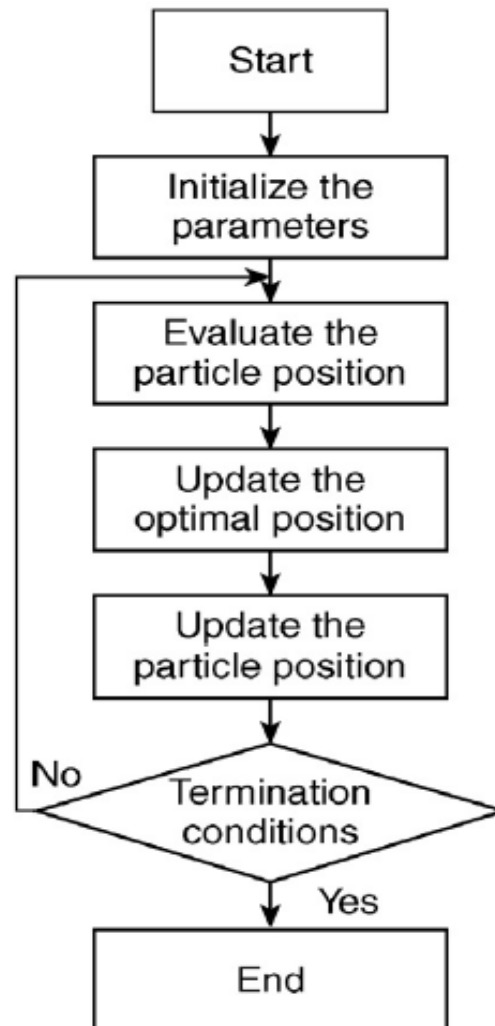 Start
Initialize the
parameters
Evaluate the
particle position
Update the
optimal position
Update the
particle position
No
Termination
conditions
Yes
End